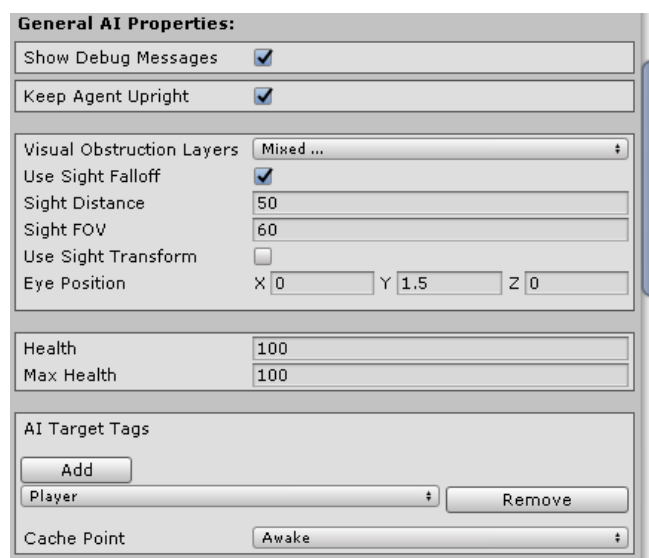 General AI Properties:
Show Debug Messages
Keep Agent Upright
Visual Obstruction Layers Mixed ...
Use Sight Falloff
Sight Distance 50
Sight FOV 60
Use Sight Transform
Eye Position X 0 Y 1.5 Z 0
Health 100
Max Health 100
AI Target Tags
Add
Player Remove
Cache Point Awake